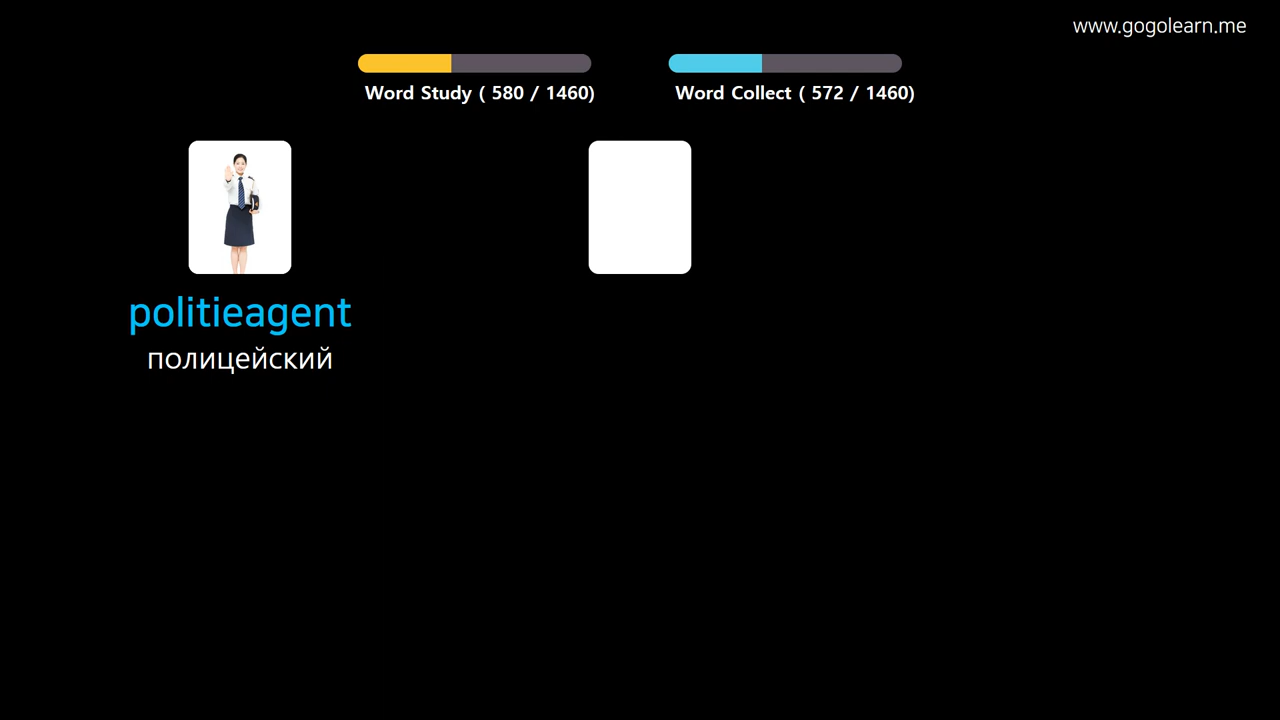 www.gogolearn.me
Word Study ( 580 / 1460)
Word Collect ( 572 / 1460)
politieagent
полицейский